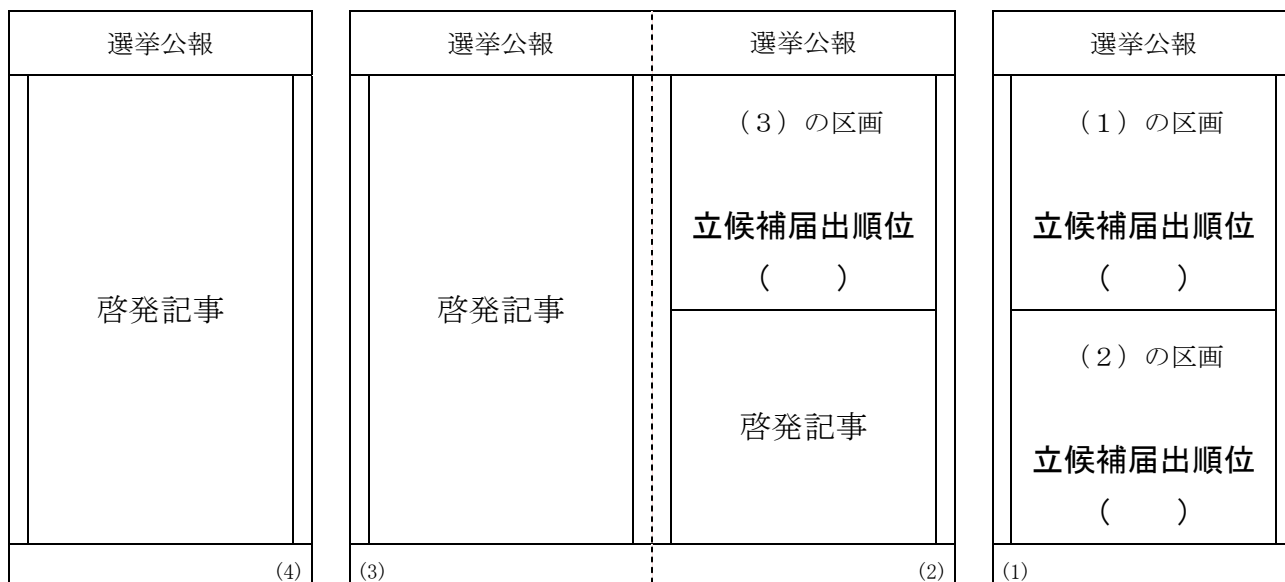 選挙公報
啓発記事
(4)
選挙公報
啓発記事
(3)
選挙公報
（３）の区画
立候補届出順位
（　　）
啓発記事
(2)
選挙公報
（１）の区画
立候補届出順位
（　　）
（２）の区画
立候補届出順位
（　　）
(1)